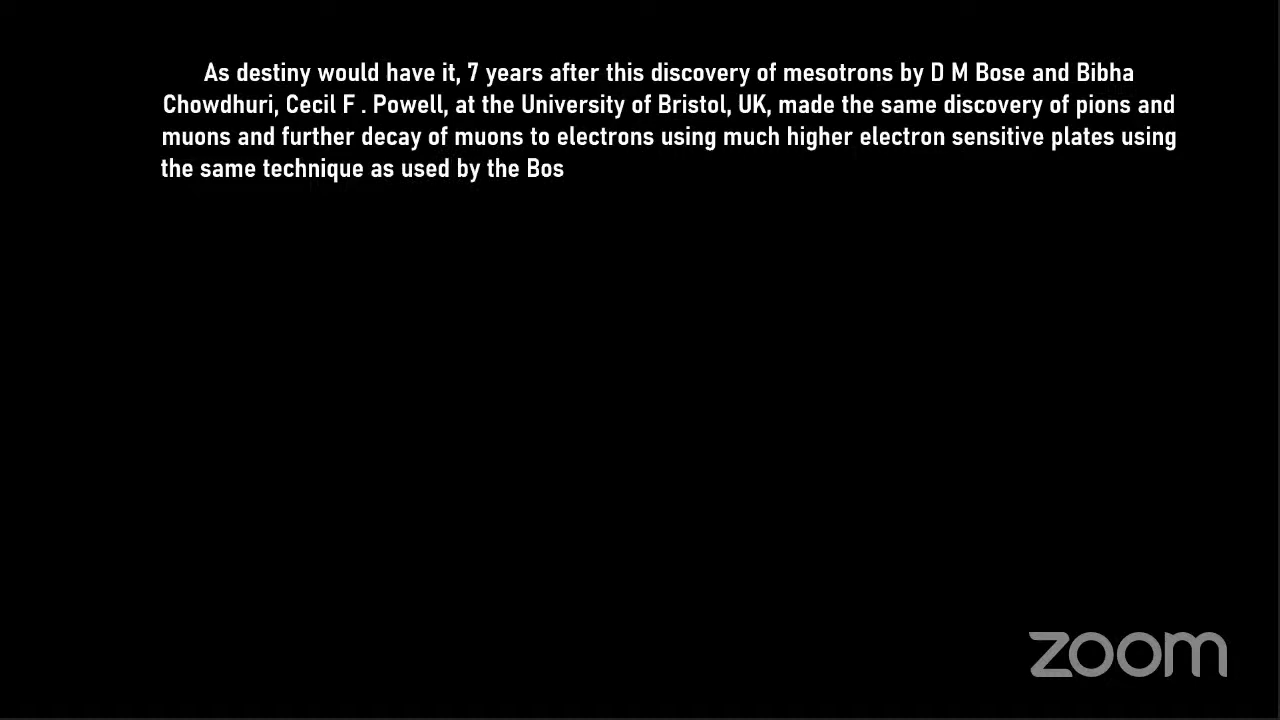 As destiny would have it, 7 years after this discovery of mesotrons by D M Bose and Bibha
Chowdhuri, Cecil F . Powell, at the University of Bristol, UK, made the same discovery of pions and
muons and further decay of muons to electrons using much higher electron sensitive plates using
the same technique as used by the Bos
zoom